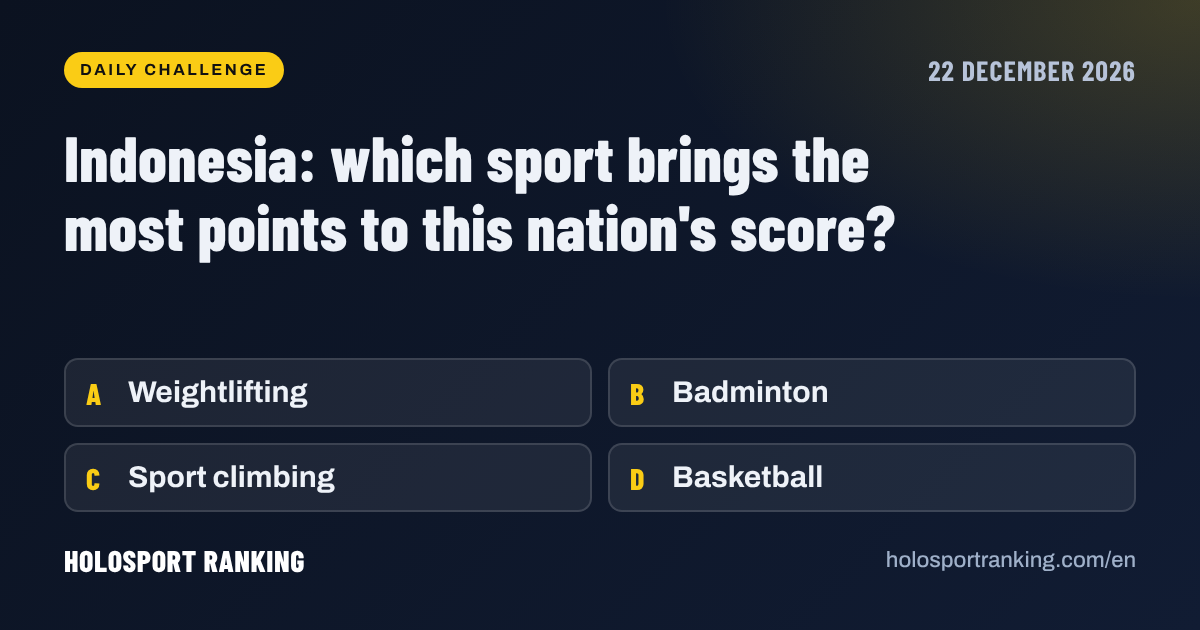 DAILY CHALLENGE
22 DECEMBER 2026
Indonesia: which sport brings the
most points to this nation's score?
A Weightlifting
B Badminton
C Sport climbing
D Basketball
HOLOSPORT RANKING
holosportranking.com/en